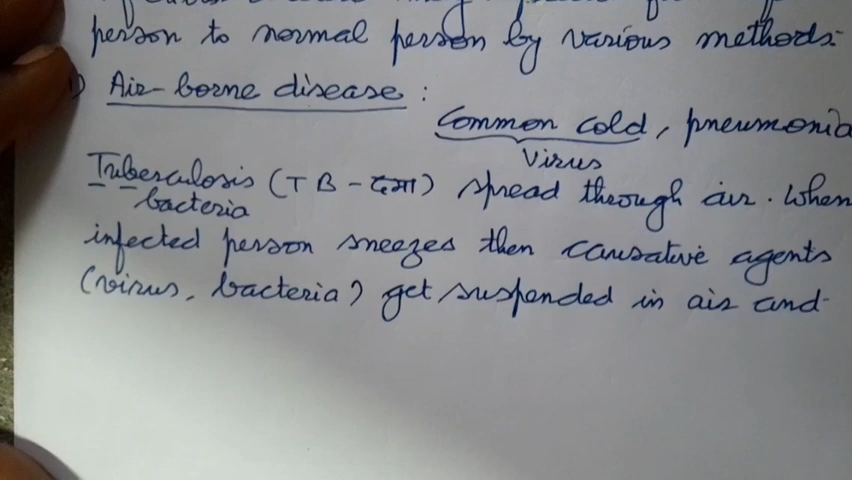 person to normal person by various methods:
1) Air-borne disease :
Common cold, pneumonia
Virus
Tuberculosis (TB - दमा) spread through air. When
bacteria
infected person sneezes then causative agents
(virus, bacteria) get suspended in air and